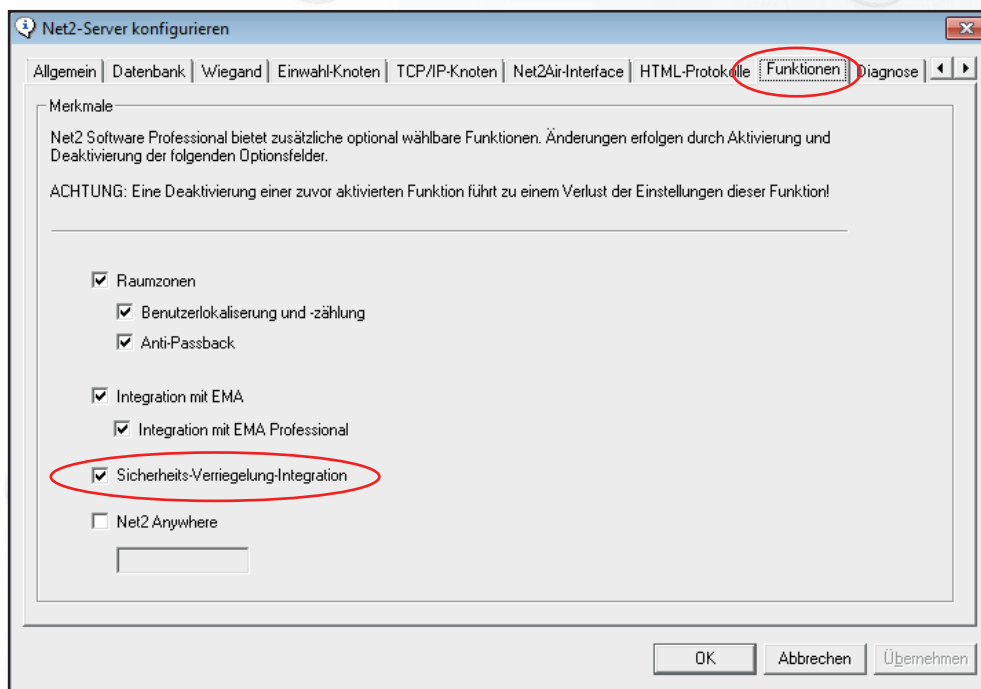 Net2-Server konfigurieren
Allgemein Datenbank Wiegand Einwahl-Knoten TCP/IP-Knoten Net2Air-Interface HTML-Protokolle Funktionen Diagnose
Merkmale
Net2 Software Professional bietet zusätzliche optional wählbare Funktionen. Änderungen erfolgen durch Aktivierung und
Deaktivierung der folgenden Optionsfelder.
ACHTUNG: Eine Deaktivierung einer zuvor aktivierten Funktion führt zu einem Verlust der Einstellungen dieser Funktion!
Raumzonen
Benutzerlokaliserung und -zählung
Anti-Passback
Integration mit EMA
Integration mit EMA Professional
Sicherheits-Verriegelung-Integration
Net2 Anywhere
OK Abbrechen Übernehmen